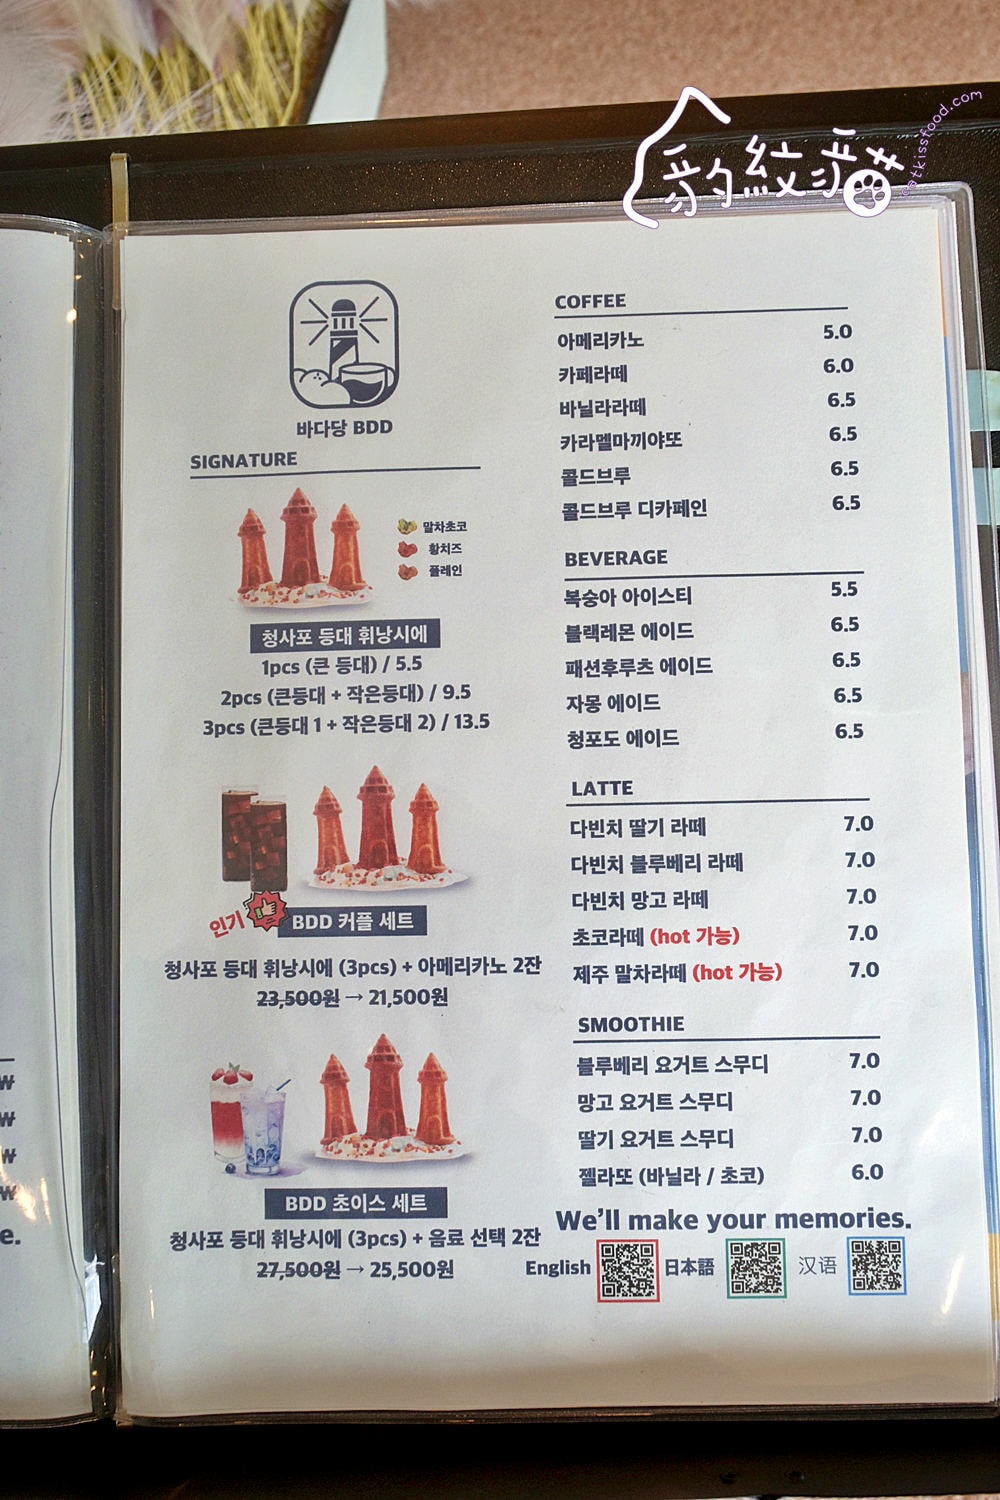 豹紋猫
catkissfood.com
바다당 BDD
SIGNATURE
말차초코
황치즈
플레인
청사포 등대 휘낭시에
1pcs (큰 등대) / 5.5
2pcs (큰등대 + 작은등대) / 9.5
3pcs (큰등대 1 + 작은등대 2) / 13.5
인기
BDD 커플 세트
청사포 등대 휘낭시에 (3pcs) + 아메리카노 2잔
23,500원 → 21,500원
BDD 초이스 세트
청사포 등대 휘낭시에 (3pcs) + 음료 선택 2잔
27,500원 → 25,500원
COFFEE
아메리카노 5.0
카페라떼 6.0
바닐라라떼 6.5
카라멜마끼야또 6.5
콜드브루 6.5
콜드브루 디카페인 6.5
BEVERAGE
복숭아 아이스티 5.5
블랙레몬 에이드 6.5
패션후루츠 에이드 6.5
자몽 에이드 6.5
청포도 에이드 6.5
LATTE
다빈치 딸기 라떼 7.0
다빈치 블루베리 라떼 7.0
다빈치 망고 라떼 7.0
초코라떼 (hot 가능) 7.0
제주 말차라떼 (hot 가능) 7.0
SMOOTHIE
블루베리 요거트 스무디 7.0
망고 요거트 스무디 7.0
딸기 요거트 스무디 7.0
젤라또 (바닐라 / 초코) 6.0
We'll make your memories.
English 日本語 汉语
₩
₩
₩
₩
e.